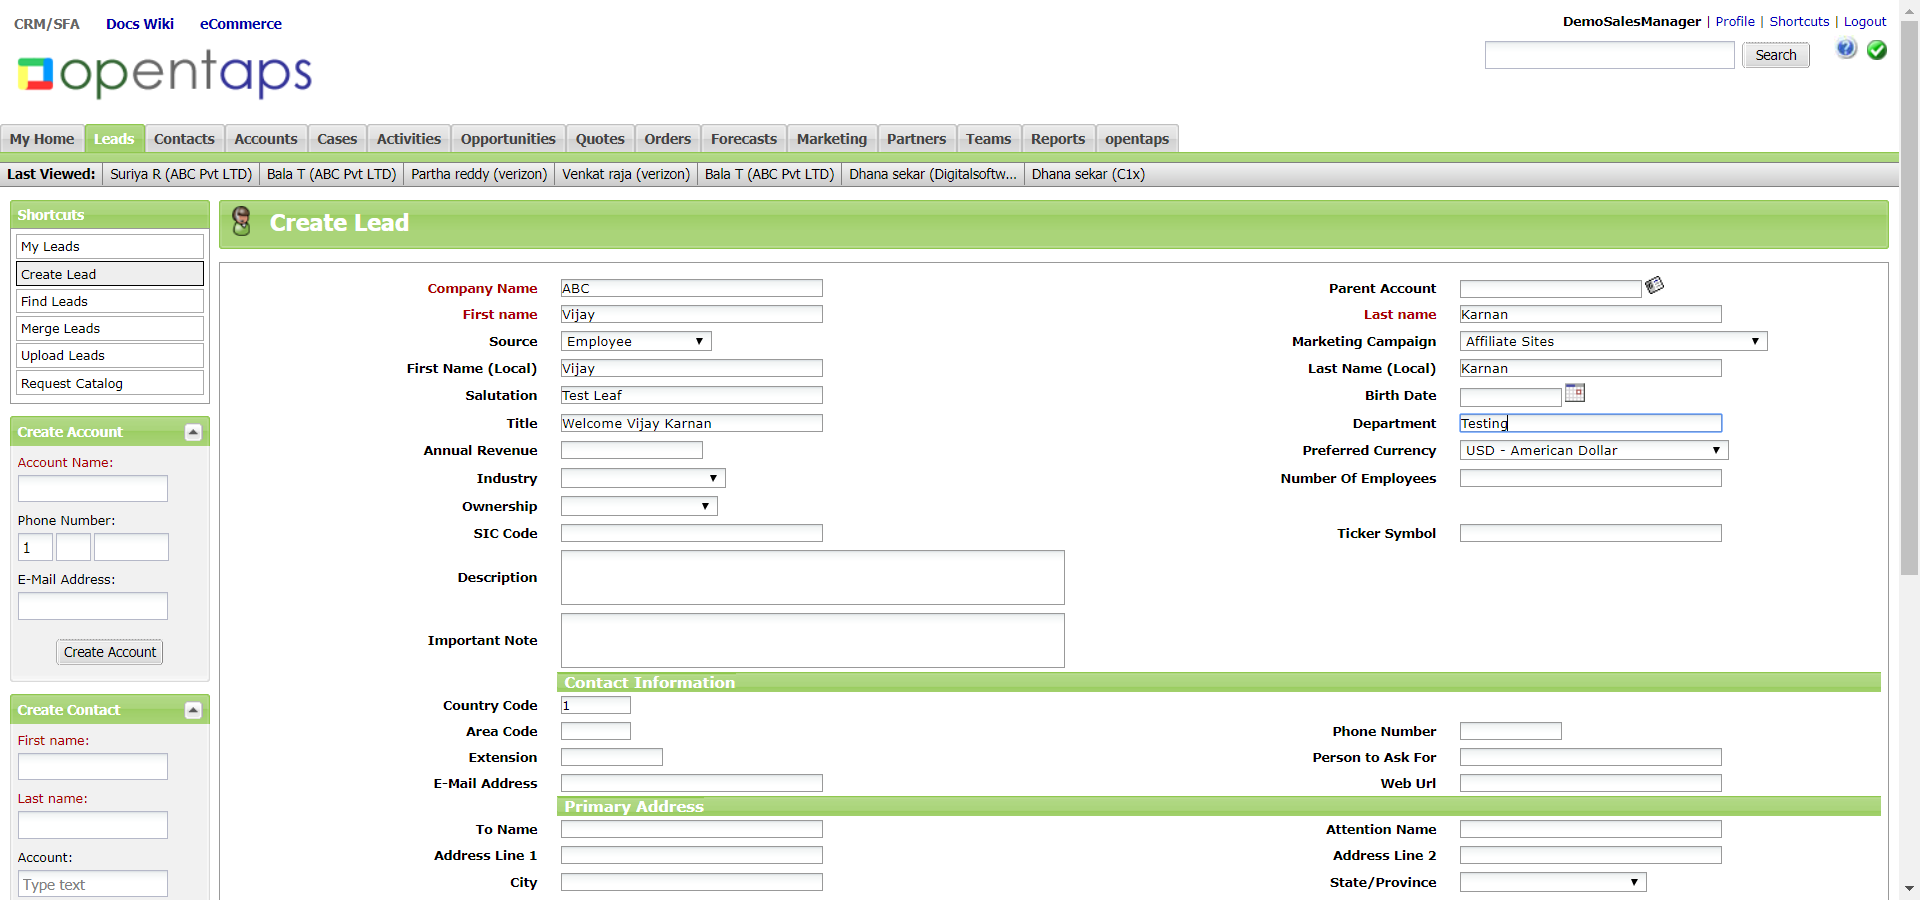 CRM/SFA Docs Wiki eCommerce
DemoSalesManager | Profile | Shortcuts | Logout
opentaps
Search
?
My Home Leads Contacts Accounts Cases Activities Opportunities Quotes Orders Forecasts Marketing Partners Teams Reports opentaps
Last Viewed: Suriya R (ABC Pvt LTD) Bala T (ABC Pvt LTD) Partha reddy (verizon) Venkat raja (verizon) Bala T (ABC Pvt LTD) Dhana sekar (Digitalsoftw... Dhana sekar (C1x)
Shortcuts
My Leads
Create Lead
Find Leads
Merge Leads
Upload Leads
Request Catalog
Create Account
Account Name:
Phone Number:
1
E-Mail Address:
Create Account
Create Contact
First name:
Last name:
Account:
Type text
Create Lead
Company Name ABC Parent Account
First name Vijay Last name Karnan
Source Employee Marketing Campaign Affiliate Sites
First Name (Local) Vijay Last Name (Local) Karnan
Salutation Test Leaf Birth Date
Title Welcome Vijay Karnan Department Testing
Annual Revenue Preferred Currency USD - American Dollar
Industry Number Of Employees
Ownership
SIC Code Ticker Symbol
Description
Important Note
Contact Information
Country Code 1
Area Code Phone Number
Extension Person to Ask For
E-Mail Address Web Url
Primary Address
To Name Attention Name
Address Line 1 Address Line 2
City State/Province